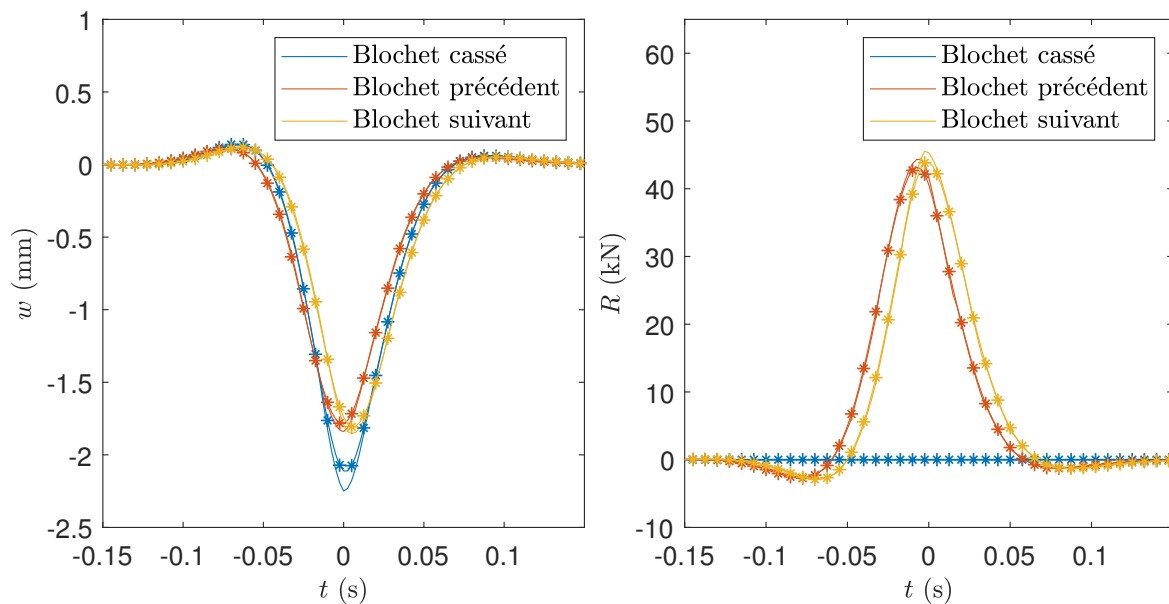 1
0.5
0
-0.5
-1
-1.5
-2
-2.5
w (mm)
-0.15
-0.1
-0.05
0
0.05
0.1
t (s)
Blochet cassé
Blochet précédent
Blochet suivant
60
50
40
30
20
10
0
-10
R (kN)
-0.15
-0.1
-0.05
0
0.05
0.1
t (s)
Blochet cassé
Blochet précédent
Blochet suivant